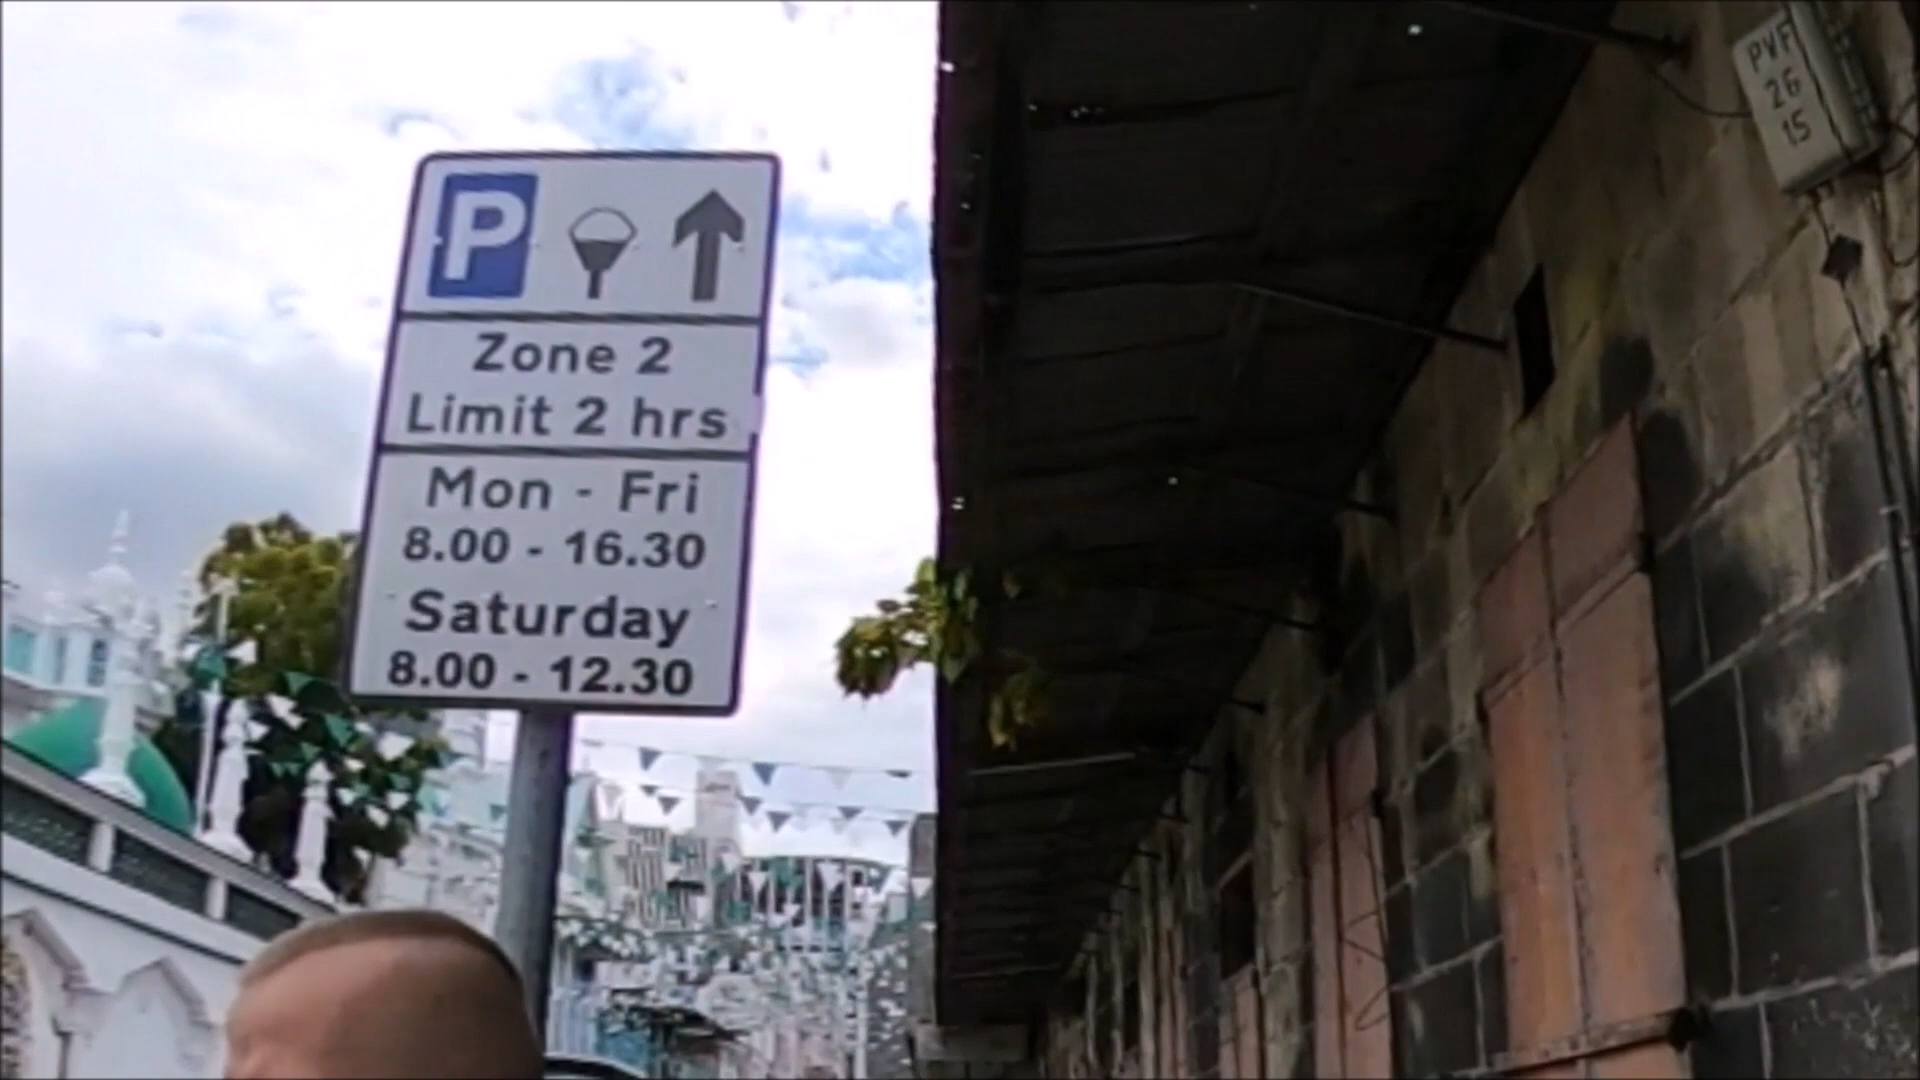 P
Zone 2
Limit 2 hrs
Mon - Fri
8.00 - 16.30
Saturday
8.00 - 12.30
PVF
26
15